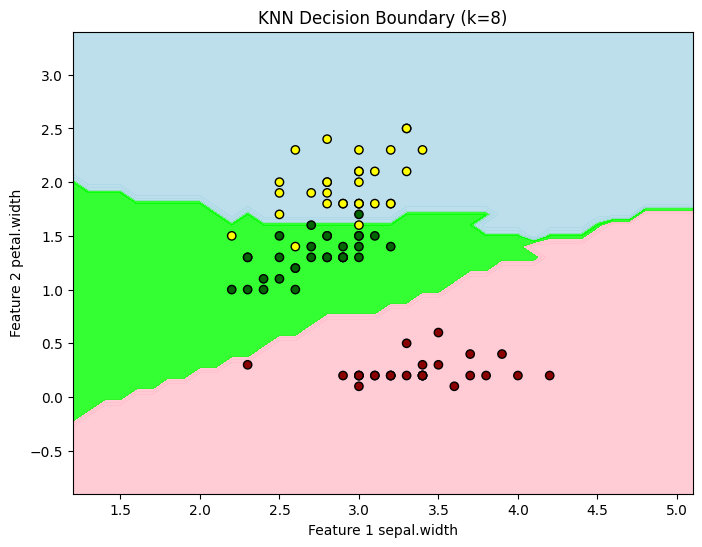 KNN Decision Boundary (k=8)
Feature 2 petal.width
3.0
2.5
2.0
1.5
1.0
0.5
0.0
−0.5
1.5 2.0 2.5 3.0 3.5 4.0 4.5 5.0
Feature 1 sepal.width